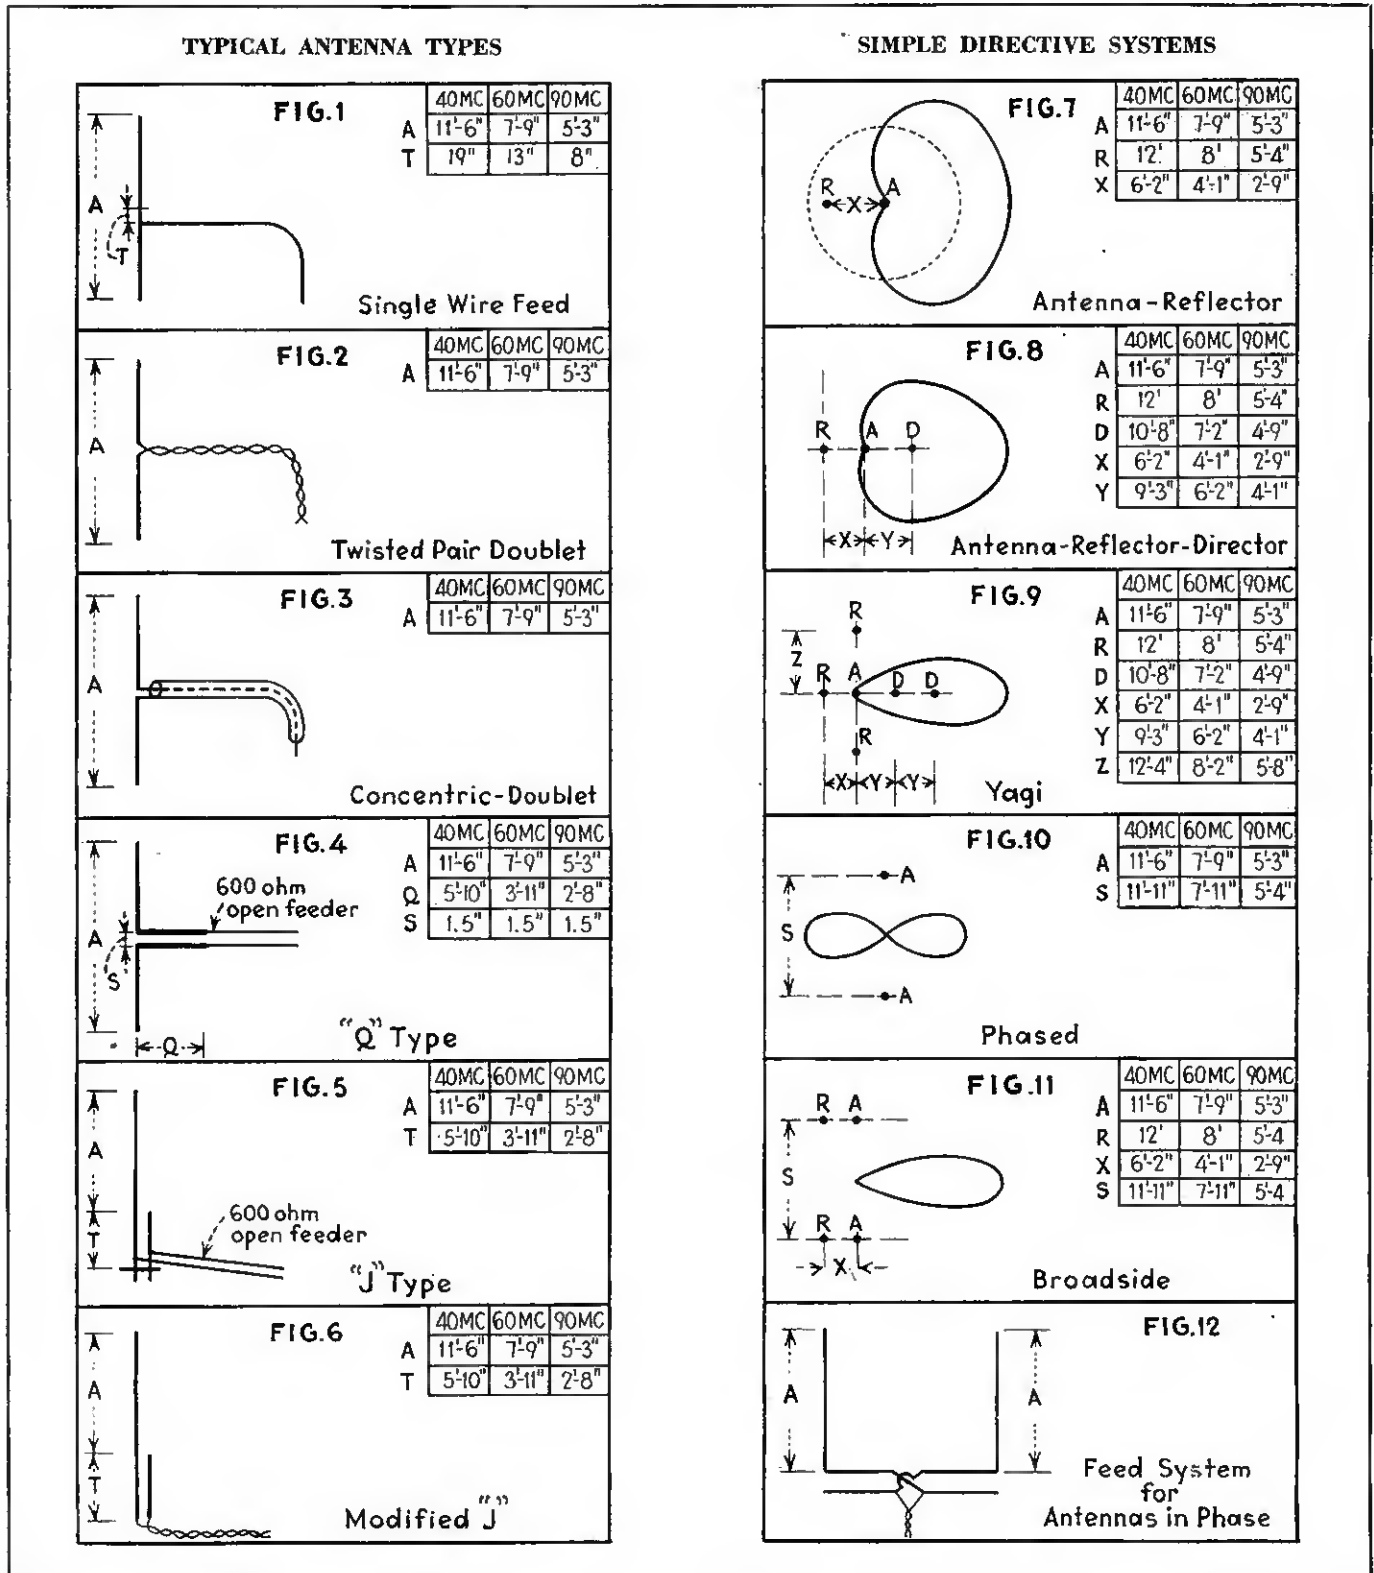 TYPICAL ANTENNA TYPES
FIG.1
40MC 60MC 90MC
A 11'-6" 7'-9" 5'-3"
T 19" 13" 8"
A
T
Single Wire Feed
FIG.2
40MC 60MC 90MC
A 11'-6" 7'-9" 5'-3"
A
Twisted Pair Doublet
FIG.3
40MC 60MC 90MC
A 11'-6" 7'-9" 5'-3"
A
Concentric-Doublet
FIG.4
40MC 60MC 90MC
A 11'-6" 7'-9" 5'-3"
Q 5'-10" 3'-11" 2'-8"
S 1.5" 1.5" 1.5"
600 ohm
open feeder
A
S
Q
"Q" Type
FIG.5
40MC 60MC 90MC
A 11'-6" 7'-9" 5'-3"
T 5'-10" 3'-11" 2'-8"
A
T
600 ohm
open feeder
"J" Type
FIG.6
40MC 60MC 90MC
A 11'-6" 7'-9" 5'-3"
T 5'-10" 3'-11" 2'-8"
A
T
Modified "J"
SIMPLE DIRECTIVE SYSTEMS
FIG.7
40MC 60MC 90MC
A 11'-6" 7'-9" 5'-3"
R 12' 8' 5'-4"
X 6'-2" 4'-1" 2'-9"
R X A
Antenna-Reflector
FIG.8
40MC 60MC 90MC
A 11'-6" 7'-9" 5'-3"
R 12' 8' 5'-4"
D 10'-8" 7'-2" 4'-9"
X 6'-2" 4'-1" 2'-9"
Y 9'-3" 6'-2" 4'-1"
R A D
X Y
Antenna-Reflector-Director
FIG.9
40MC 60MC 90MC
A 11'-6" 7'-9" 5'-3"
R 12' 8' 5'-4"
D 10'-8" 7'-2" 4'-9"
X 6'-2" 4'-1" 2'-9"
Y 9'-3" 6'-2" 4'-1"
Z 12'-4" 8'-2" 5'-8"
R
Z
R A D D
R
X Y Y
Yagi
FIG.10
40MC 60MC 90MC
A 11'-6" 7'-9" 5'-3"
S 11'-11" 7'-11" 5'-4"
A
S
A
Phased
FIG.11
40MC 60MC 90MC
A 11'-6" 7'-9" 5'-3"
R 12' 8' 5'-4
X 6'-2" 4'-1" 2'-9"
S 11'-11" 7'-11" 5'-4
R A
S
R A
X
Broadside
FIG.12
A
A
Feed System
for
Antennas in Phase